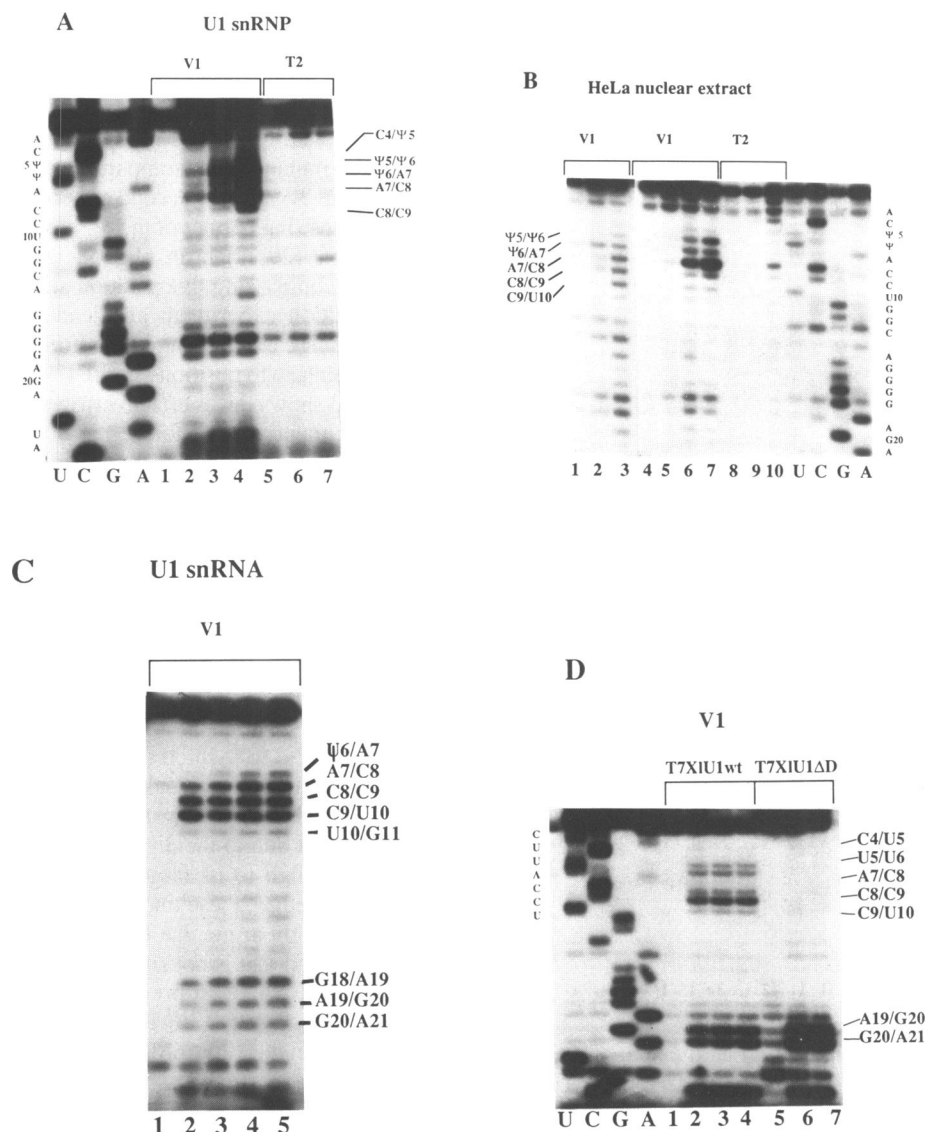 A
U1 snRNP
V1
T2
A
C
5 Ψ
Ψ
A
C
C
10U
G
G
C
A
G
G
G
G
A
20G
A
U
A
C4/Ψ5
Ψ5/Ψ6
Ψ6/A7
A7/C8
C8/C9
U C G A 1 2 3 4 5 6 7
B
HeLa nuclear extract
V1
V1
T2
Ψ5/Ψ6
Ψ6/A7
A7/C8
C8/C9
C9/U10
A
C
Ψ 5
Ψ
A
C
C
U10
G
G
C
A
G
G
G
G
A
G20
A
1 2 3 4 5 6 7 8 9 10 U C G A
C
U1 snRNA
V1
Ψ6/A7
A7/C8
C8/C9
C9/U10
U10/G11
G18/A19
A19/G20
G20/A21
1 2 3 4 5
D
V1
T7XlU1wt T7XlU1ΔD
C
U
U
A
C
C
U
C4/U5
U5/U6
A7/C8
C8/C9
C9/U10
A19/G20
G20/A21
U C G A 1 2 3 4 5 6 7